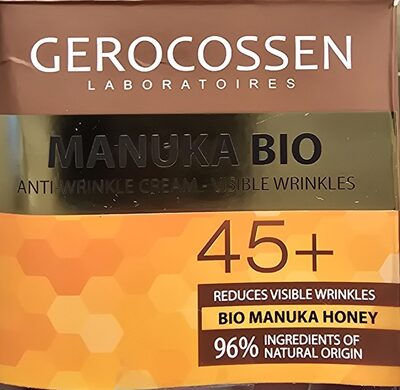 GEROCOSSEN
LABORATOIRES
MANUKA BIO
ANTI-WRINKLE CREAM - VISIBLE WRINKLES
45+
REDUCES VISIBLE WRINKLES
BIO MANUKA HONEY
96% INGREDIENTS OF
NATURAL ORIGIN